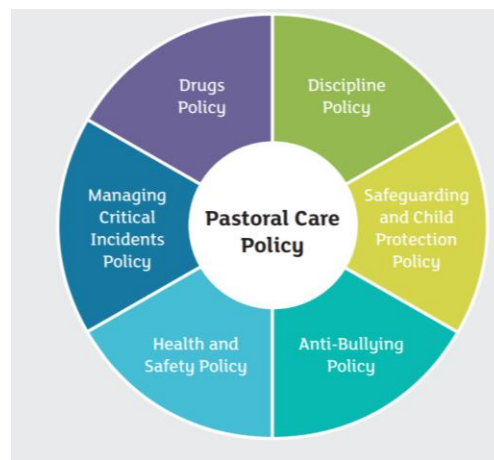 Drugs
Policy
Discipline
Policy
Managing
Critical
Incidents
Policy
Pastoral Care
Policy
Safeguarding
and Child
Protection
Policy
Health and
Safety Policy
Anti-Bullying
Policy